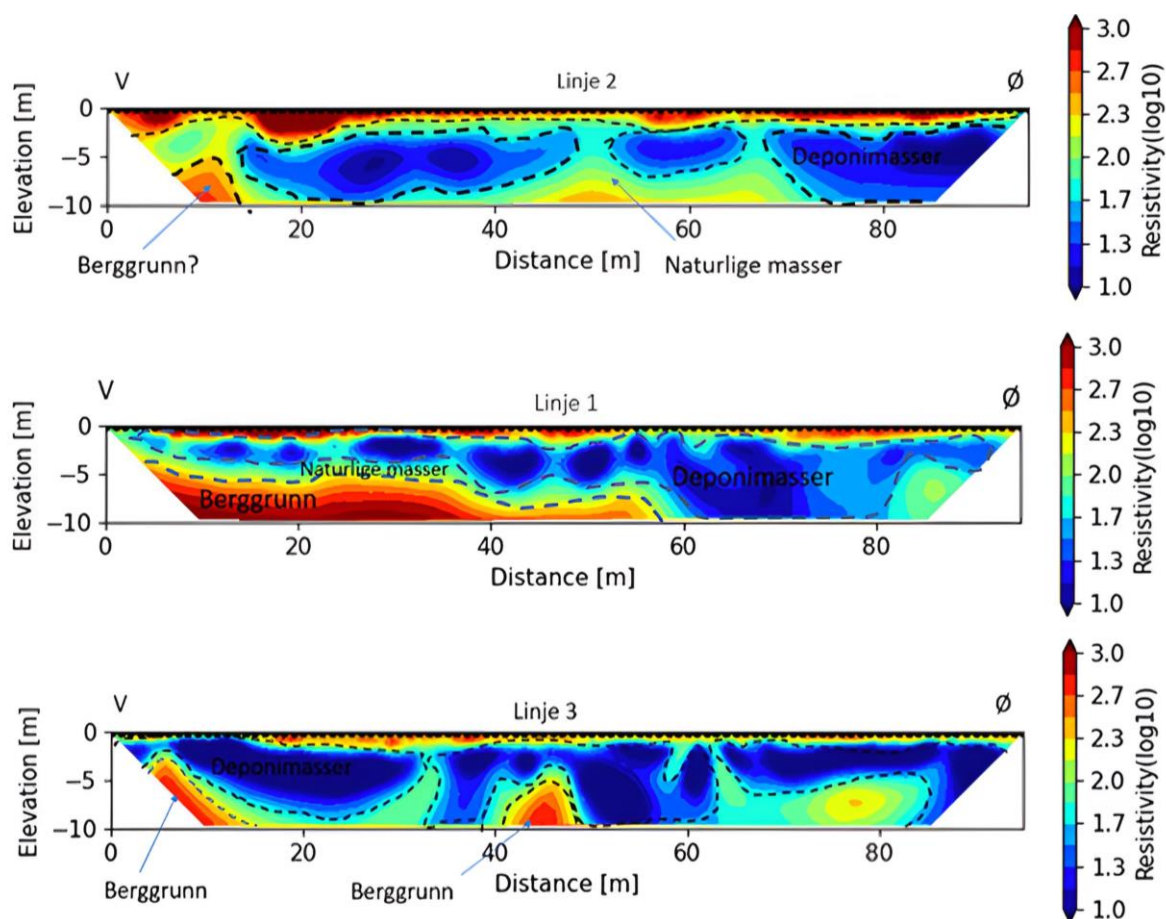 V
Linje 2
Ø
Elevation [m]
0
−5
−10
Deponimasser
0
20
40
60
80
Distance [m]
Berggrunn?
Naturlige masser
3.0
2.7
2.3
2.0
1.7
1.3
1.0
Resistivity(log10)
V
Linje 1
Ø
Elevation [m]
0
−5
−10
Naturlige masser
Berggrunn
Deponimasser
0
20
40
60
80
Distance [m]
3.0
2.7
2.3
2.0
1.7
1.3
1.0
Resistivity(log10)
V
Linje 3
Ø
Elevation [m]
0
−5
−10
Deponimasser
0
20
40
60
80
Distance [m]
Berggrunn
Berggrunn
3.0
2.7
2.3
2.0
1.7
1.3
1.0
Resistivity(log10)